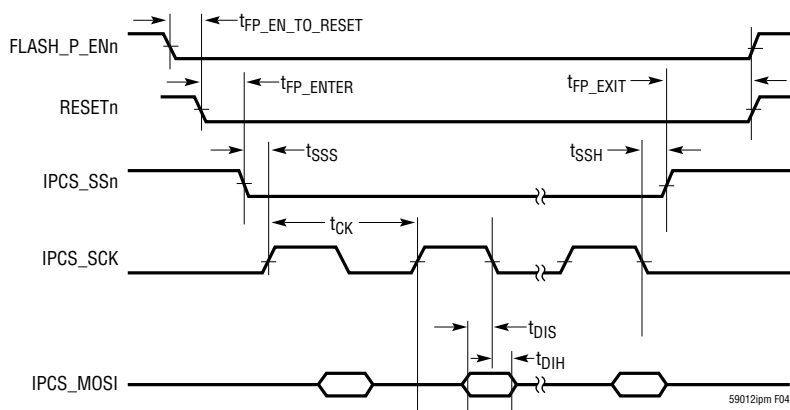 tFP_EN_TO_RESET
FLASH_P_ENn
tFP_ENTER
tFP_EXIT
RESETn
tSSS
tSSH
IPCS_SSn
tCK
IPCS_SCK
tDIS
tDIH
IPCS_MOSI
59012ipm F04